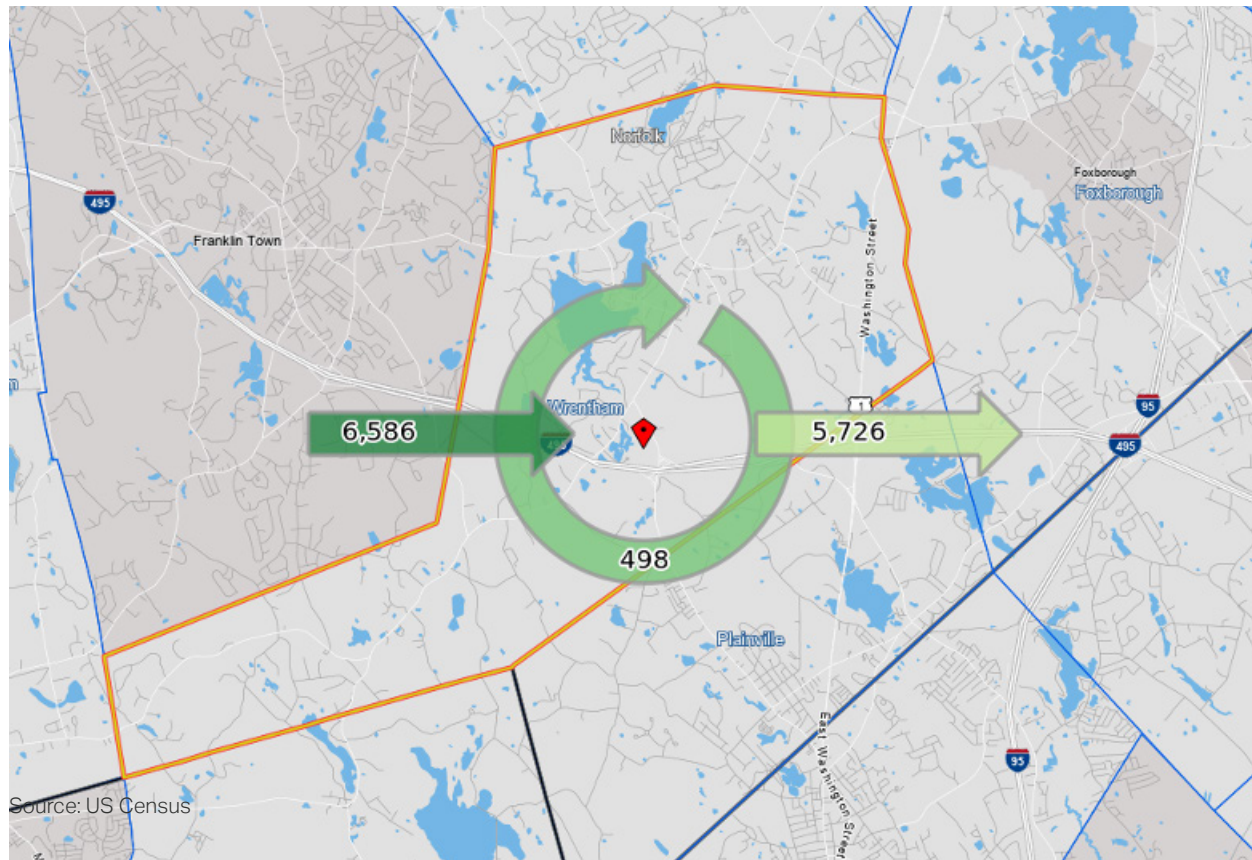 Norfolk
Foxborough
Foxborough
495
Franklin Town
Washington Street
Wrentham
1
95
6,586
5,726
495
498
Plainville
East Washington Street
95
Source: US Census